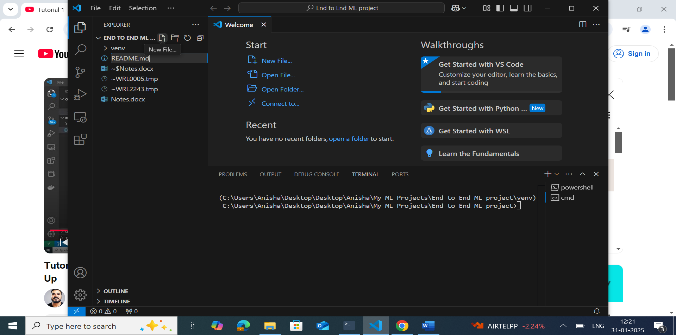 Tutorial
File
Edit
Selection
End to End ML project
Sign in
EXPLORER
Welcome
END TO END ML ...
New File...
venv
README.md
~$Notes.docx
~WRL0005.tmp
~WRL2243.tmp
Notes.docx
Start
New File...
Open File...
Open Folder...
Connect to...
Recent
You have no recent folders, open a folder to start.
Walkthroughs
Get Started with VS Code
Customize your editor, learn the basics,
and start coding
Get Started with Python ... New
Get Started with WSL
Learn the Fundamentals
PROBLEMS OUTPUT DEBUG CONSOLE TERMINAL PORTS
powershell
cmd
(C:\Users\Anisha\Desktop\Desktop\Anisha\My ML Projects\End to End ML project\venv)
C:\Users\Anisha\Desktop\Desktop\Anisha\My ML Projects\End to End ML project>
OUTLINE
TIMELINE
0 0 0
Type here to search
AIRTELPP -2.24%
ENG
12:21
31-01-2025